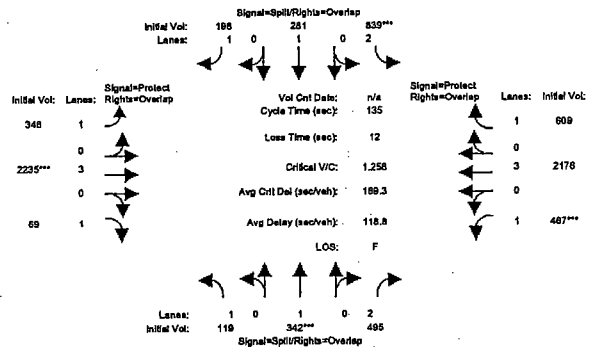 Signal=Split/Rights=Overlap
Initial Vol: 198 281 839***
Lanes: 1 0 1 0 2
Signal=Protect
Initial Vol: Lanes: Rights=Overlap
Vol Cnt Date: n/a
Signal=Protect
Rights=Overlap Lanes: Initial Vol:
Cycle Time (sec): 135
348 1
1 609
0
Loss Time (sec): 12
0
2235*** 3
Critical V/C: 1.258
3 2178
0
Avg Crit Del (sec/veh): 189.3
0
69 1
Avg Delay (sec/veh): 118.8
1 487***
LOS: F
Lanes: 1 0 1 0 2
Initial Vol: 119 342*** 495
Signal=Split/Rights=Overlap